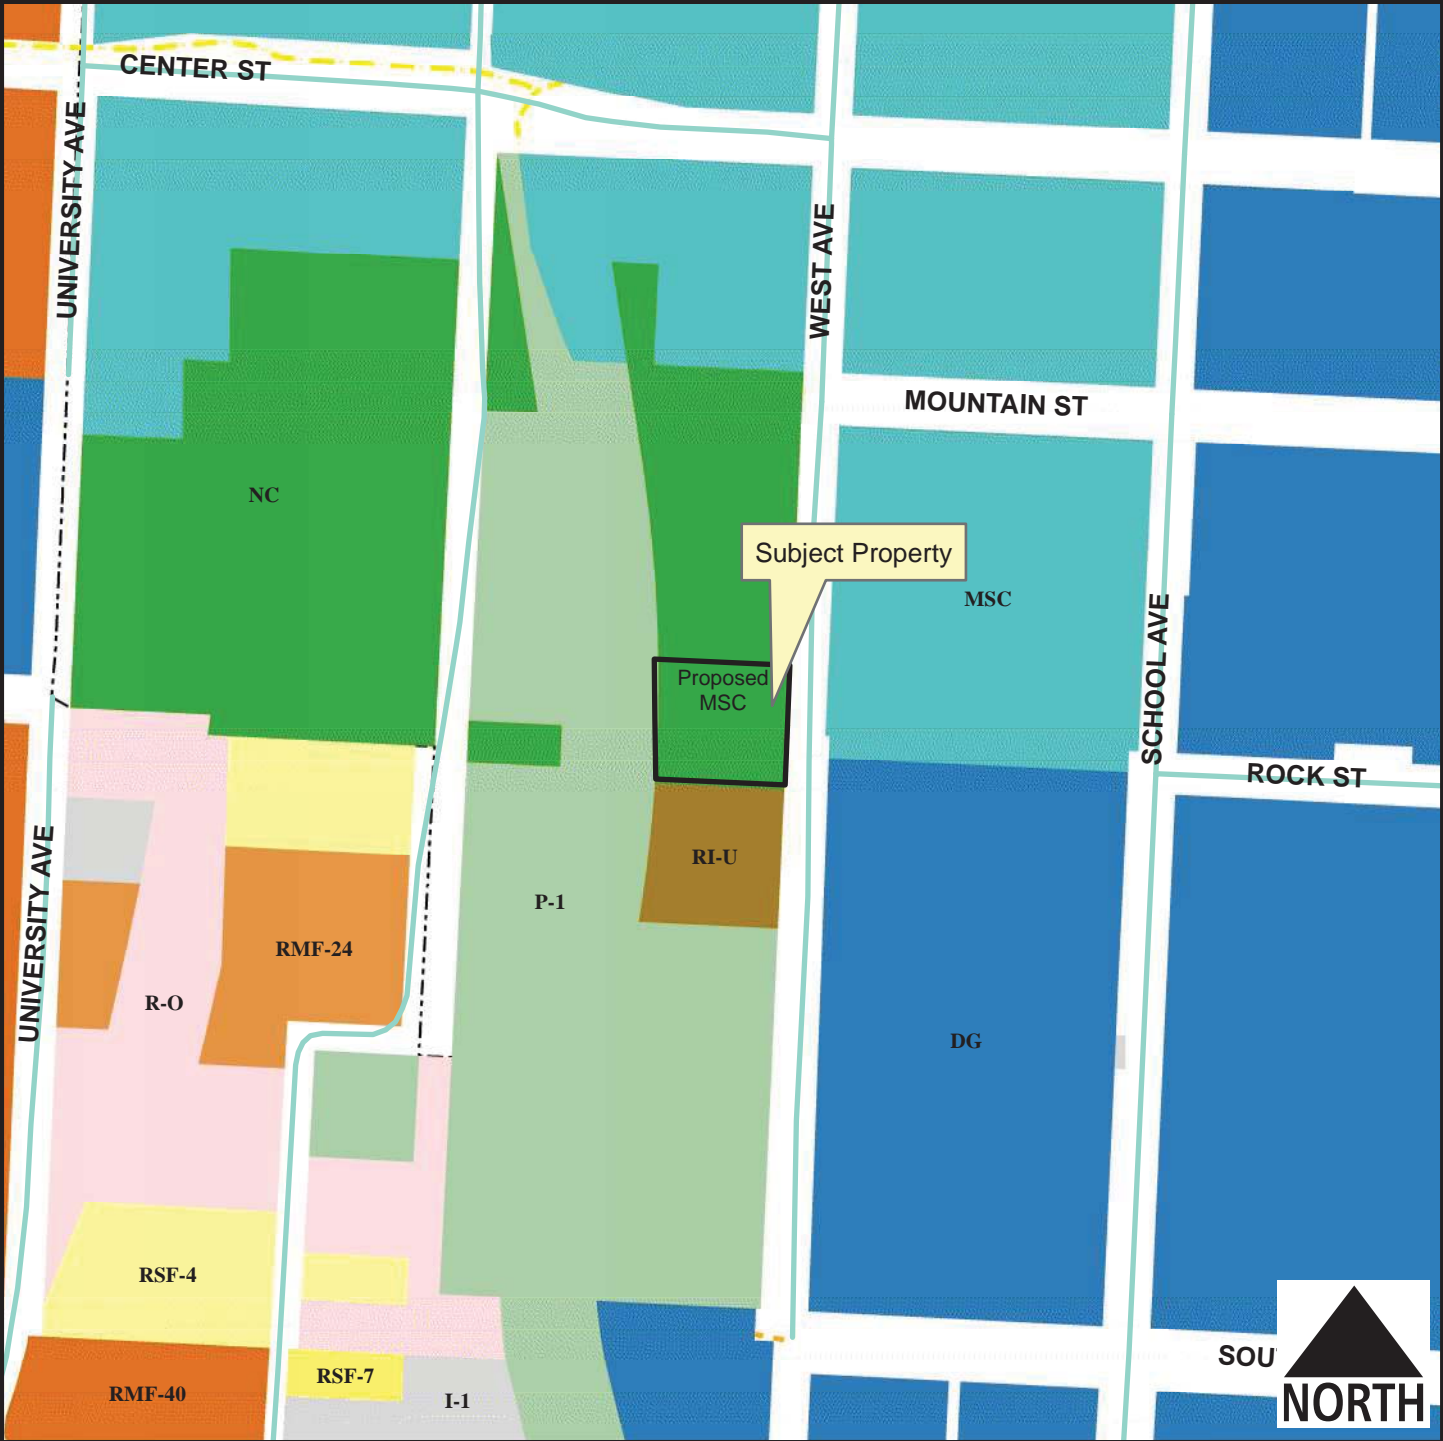 CENTER ST
UNIVERSITY AVE
WEST AVE
MOUNTAIN ST
NC
Subject Property
MSC
Proposed
MSC
SCHOOL AVE
ROCK ST
RI-U
P-1
RMF-24
UNIVERSITY AVE
R-O
DG
RSF-4
SOU
RSF-7
RMF-40
I-1
NORTH